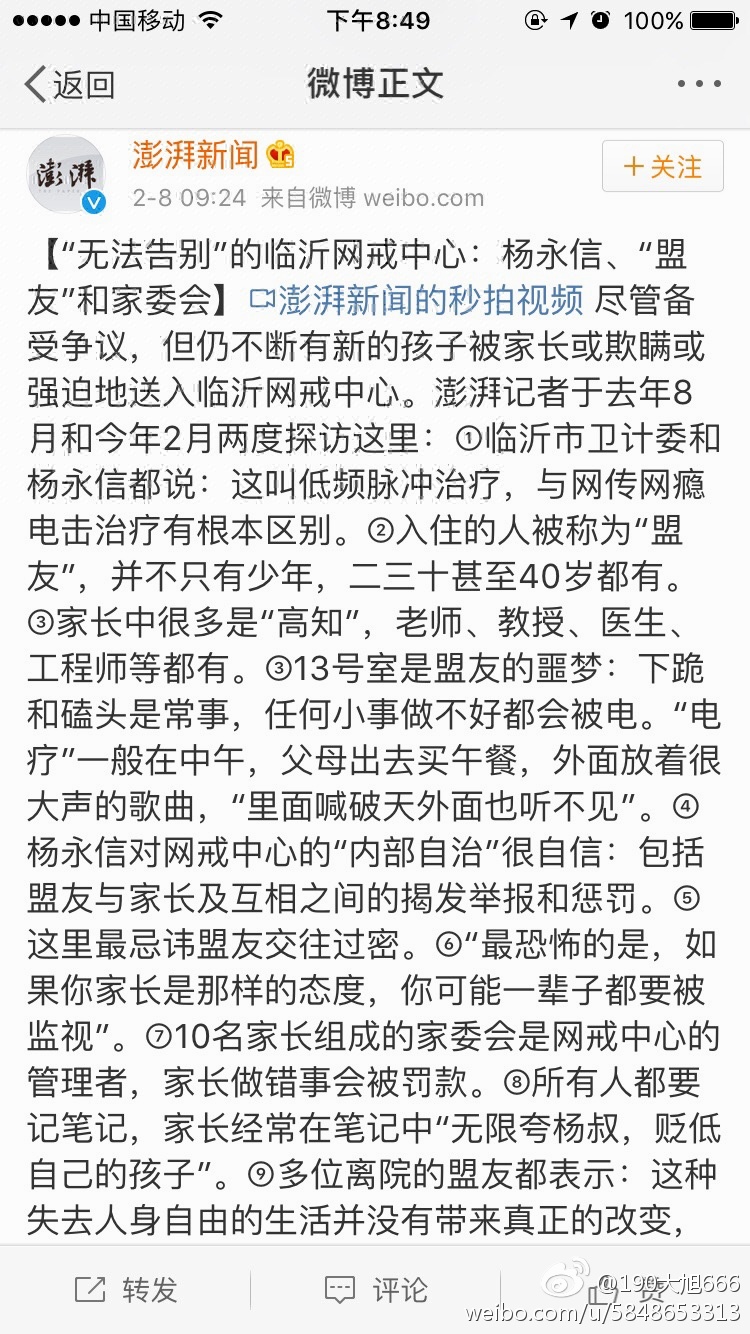 中国移动 下午8:49 100%
返回 微博正文
澎湃 澎湃新闻
+关注
2-8 09:24 来自微博 weibo.com
【“无法告别”的临沂网戒中心：杨永信、“盟
友”和家委会】澎湃新闻的秒拍视频 尽管备
受争议，但仍不断有新的孩子被家长或欺瞒或
强迫地送入临沂网戒中心。澎湃记者于去年8
月和今年2月两度探访这里：①临沂市卫计委和
杨永信都说：这叫低频脉冲治疗，与网传网瘾
电击治疗有根本区别。②入住的人被称为“盟
友”，并不只有少年，二三十甚至40岁都有。
③家长中很多是“高知”，老师、教授、医生、
工程师等都有。③13号室是盟友的噩梦：下跪
和磕头是常事，任何小事做不好都会被电。“电
疗”一般在中午，父母出去买午餐，外面放着很
大声的歌曲，“里面喊破天外面也听不见”。④
杨永信对网戒中心的“内部自治”很自信：包括
盟友与家长及互相之间的揭发举报和惩罚。⑤
这里最忌讳盟友交往过密。⑥“最恐怖的是，如
果你家长是那样的态度，你可能一辈子都要被
监视”。⑦10名家长组成的家委会是网戒中心的
管理者，家长做错事会被罚款。⑧所有人都要
记笔记，家长经常在笔记中“无限夸杨叔，贬低
自己的孩子”。⑨多位离院的盟友都表示：这种
失去人身自由的生活并没有带来真正的改变，
转发 评论 赞
@190大旭666
weibo.com/u/5848653313